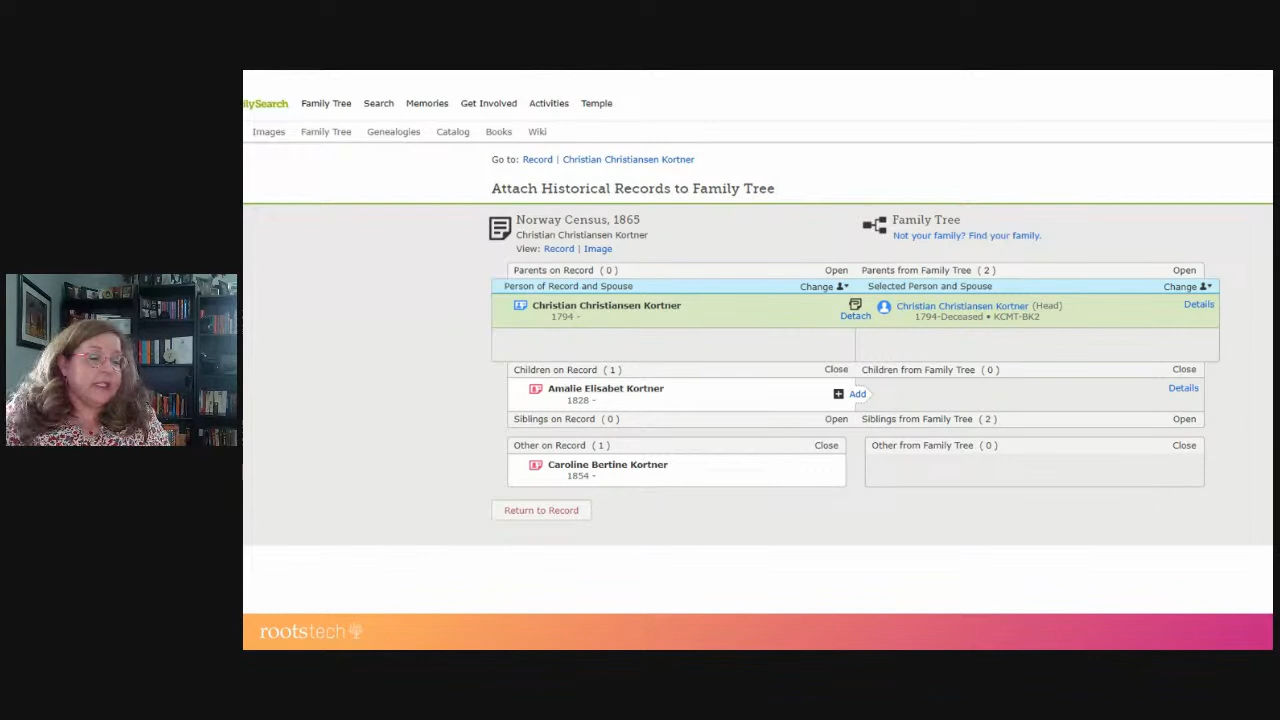 ilySearch Family Tree Search Memories Get Involved Activities Temple
Images Family Tree Genealogies Catalog Books Wiki
Go to: Record | Christian Christiansen Kortner
Attach Historical Records to Family Tree
Norway Census, 1865 Family Tree
Christian Christiansen Kortner Not your family? Find your family.
View: Record | Image
Parents on Record ( 0 ) Open Parents from Family Tree ( 2 ) Open
Person of Record and Spouse Change Selected Person and Spouse Change
Christian Christiansen Kortner Christian Christiansen Kortner (Head) Details
1794 - Detach 1794-Deceased • KCMT-BK2
Children on Record ( 1 ) Close Children from Family Tree ( 0 ) Close
Amalie Elisabet Kortner Add Details
1828 -
Siblings on Record ( 0 ) Open Siblings from Family Tree ( 2 ) Open
Other on Record ( 1 ) Close Other from Family Tree ( 0 ) Close
Caroline Bertine Kortner
1854 -
Return to Record
rootstech